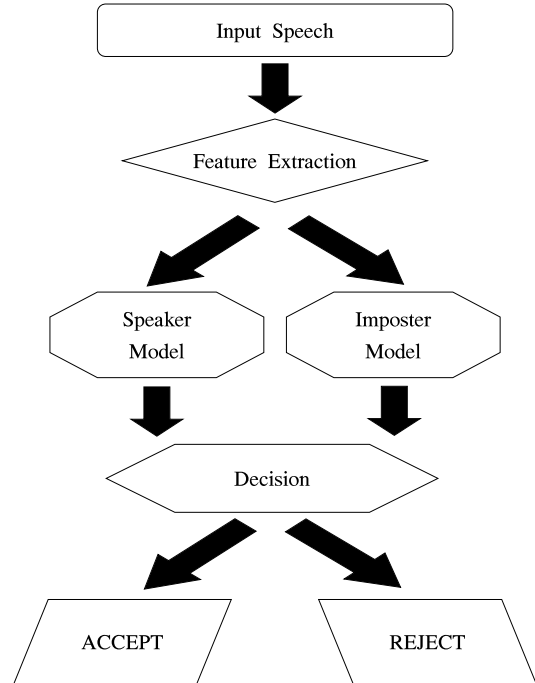 Input Speech
Feature Extraction
Speaker
Model
Imposter
Model
Decision
ACCEPT
REJECT